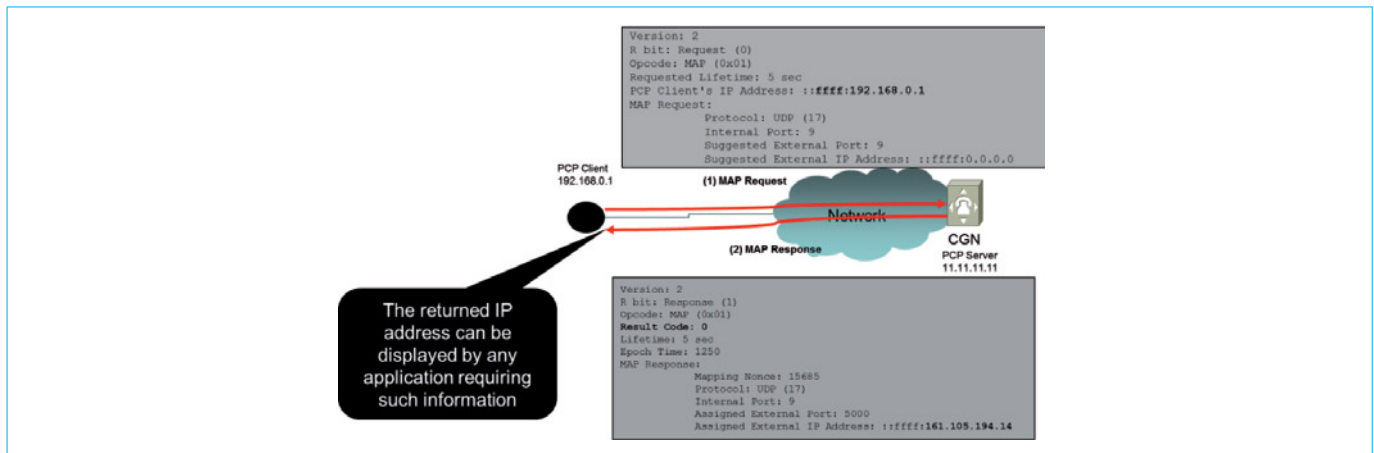 Version: 2
R bit: Request (0)
Opcode: MAP (0x01)
Requested Lifetime: 5 sec
PCP Client's IP Address: ::ffff:192.168.0.1
MAP Request:
Protocol: UDP (17)
Internal Port: 9
Suggested External Port: 9
Suggested External IP Address: ::ffff:0.0.0.0
PCP Client
192.168.0.1
(1) MAP Request
Network
(2) MAP Response
CGN
PCP Server
11.11.11.11
The returned IP
address can be
displayed by any
application requiring
such information
Version: 2
R bit: Response (1)
Opcode: MAP (0x01)
Result Code: 0
Lifetime: 5 sec
Epoch Time: 1250
MAP Response:
Mapping Nonce: 15685
Protocol: UDP (17)
Internal Port: 9
Assigned External Port: 5000
Assigned External IP Address: ::ffff:161.105.194.14